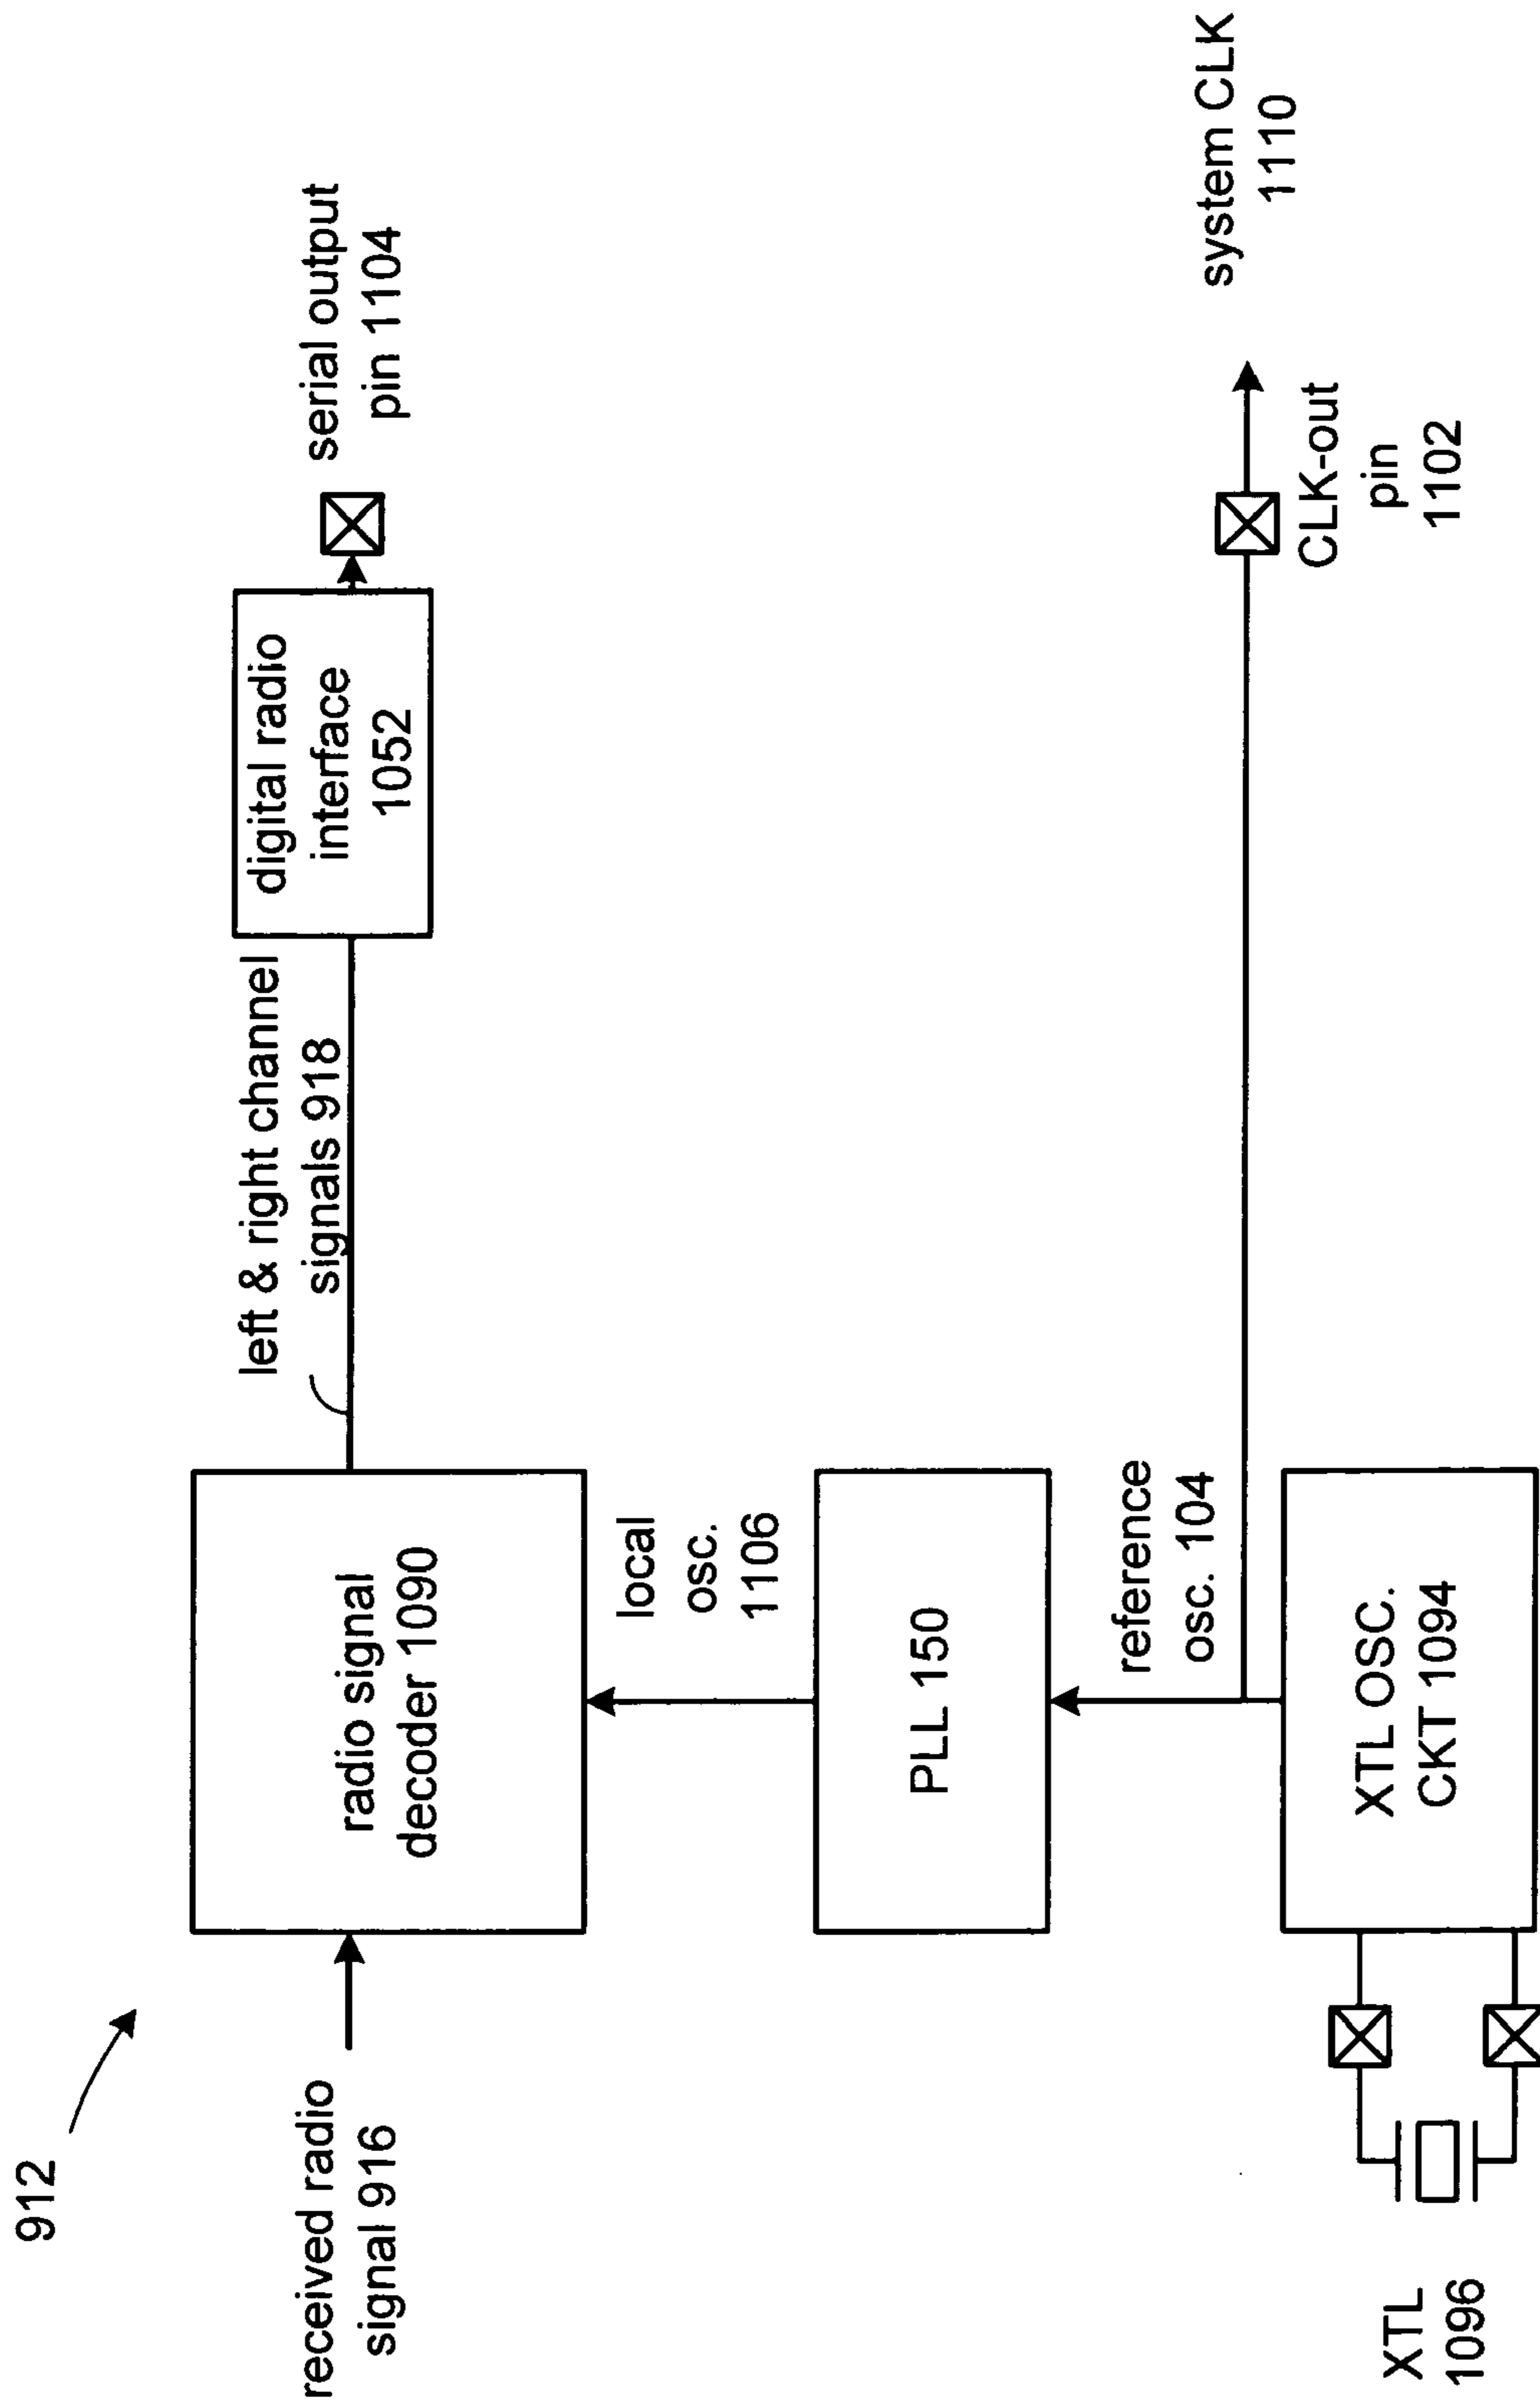 912
received radio
signal 916
radio signal
decoder 1090
left & right channel
signals 918
digital radio
interface
1052
serial output
pin 1104
local
osc.
1106
PLL 150
reference
osc. 104
system CLK
1110
CLK-out
pin
1102
XTL OSC.
CKT 1094
XTL
1096